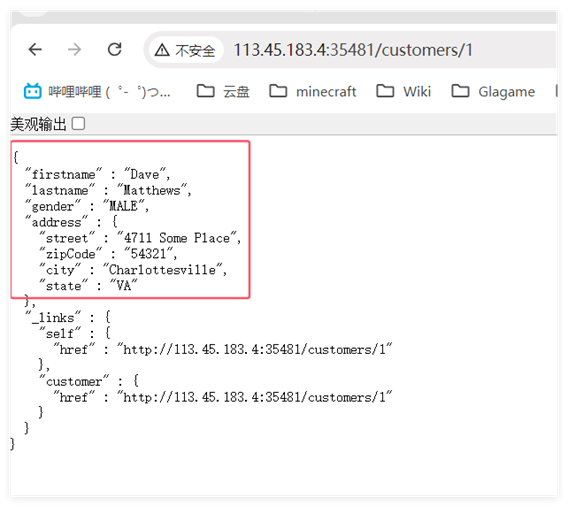 不安全 113.45.183.4:35481/customers/1
哔哩哔哩 ( ゜- ゜)つ... 云盘 minecraft Wiki Glagame
美观输出
{
"firstname" : "Dave",
"lastname" : "Matthews",
"gender" : "MALE",
"address" : {
"street" : "4711 Some Place",
"zipCode" : "54321",
"city" : "Charlottesville",
"state" : "VA"
},
"_links" : {
"self" : {
"href" : "http://113.45.183.4:35481/customers/1"
},
"customer" : {
"href" : "http://113.45.183.4:35481/customers/1"
}
}
}